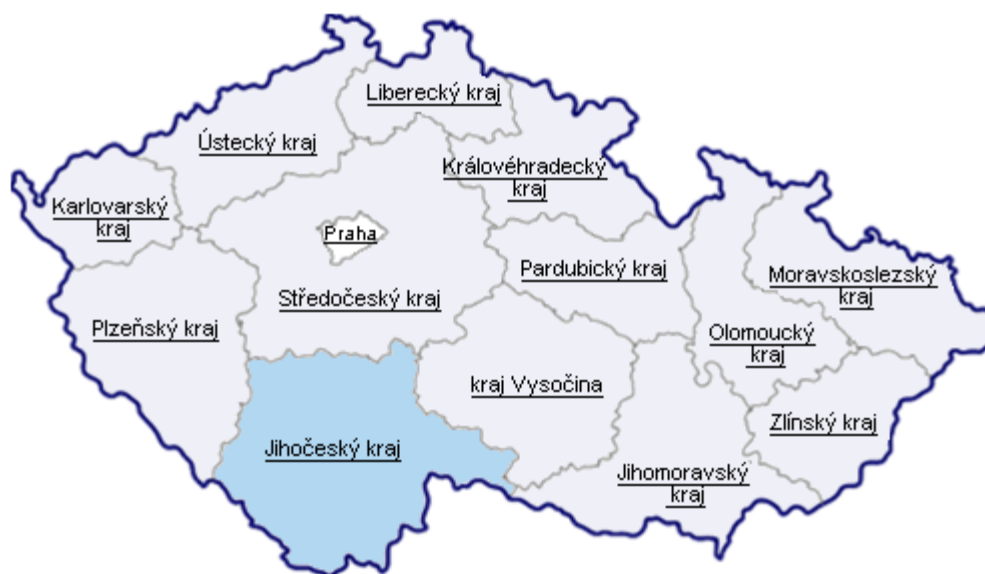 Liberecký kraj
Ústecký kraj
Královéhradecký
kraj
Karlovarský
kraj
Praha
Pardubický kraj
Moravskoslezský
kraj
Středočeský kraj
Plzeňský kraj
Olomoucký
kraj
kraj Vysočina
Zlínský kraj
Jihočeský kraj
Jihomoravský
kraj